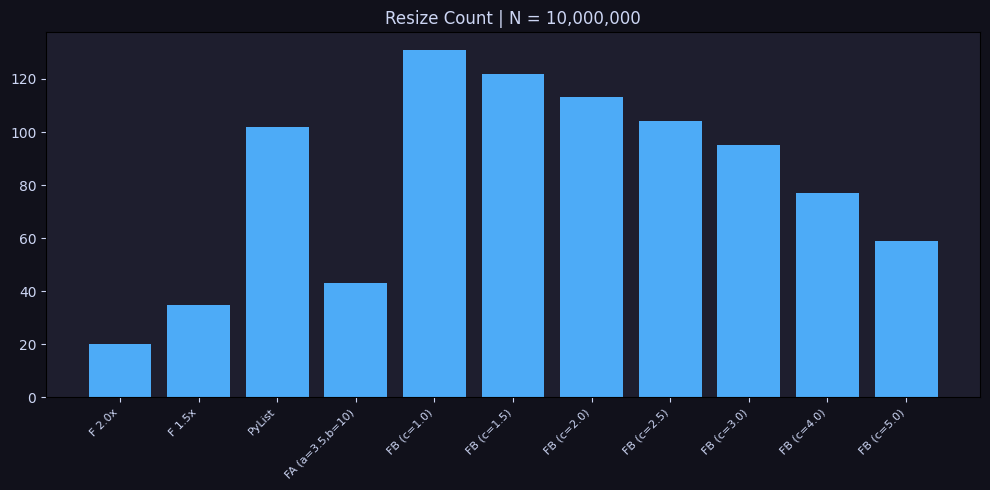 Resize Count | N = 10,000,000
120
100
80
60
40
20
0
F 2.0x
F 1.5x
PyList
FA (a=3.5,b=10)
FB (c=1.0)
FB (c=1.5)
FB (c=2.0)
FB (c=2.5)
FB (c=3.0)
FB (c=4.0)
FB (c=5.0)